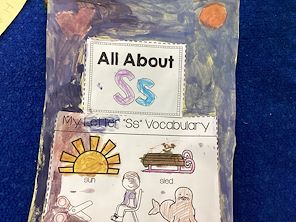 All About
Ss
My Letter "Ss" Vocabulary
sun sled